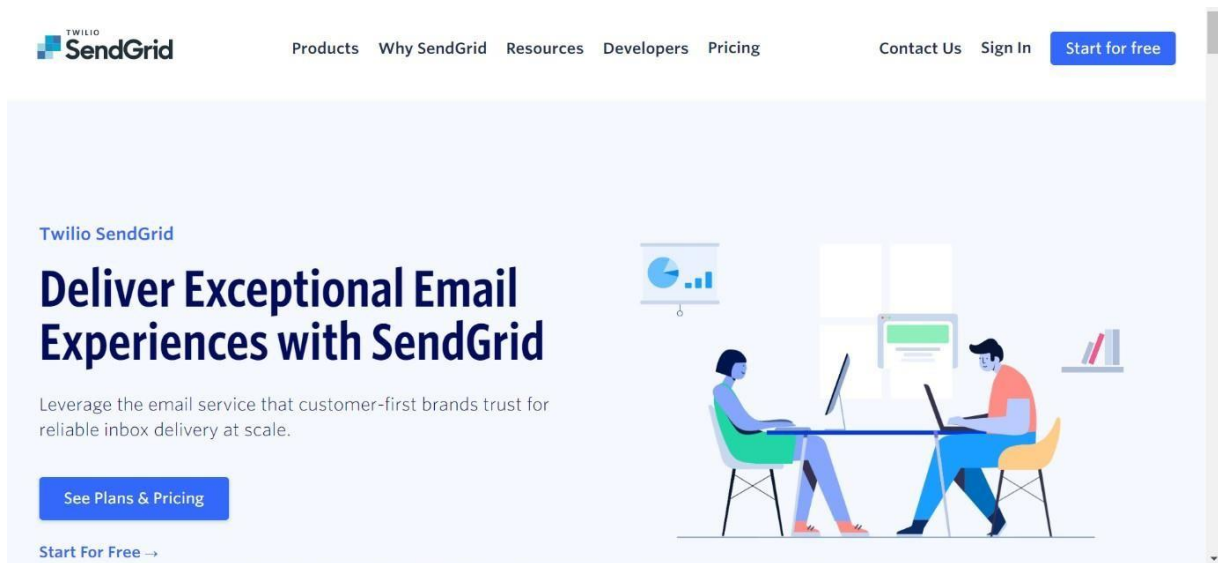 TWILIO
SendGrid
Products Why SendGrid Resources Developers Pricing Contact Us Sign In Start for free
Twilio SendGrid
Deliver Exceptional Email
Experiences with SendGrid
Leverage the email service that customer-first brands trust for
reliable inbox delivery at scale.
See Plans & Pricing
Start For Free →